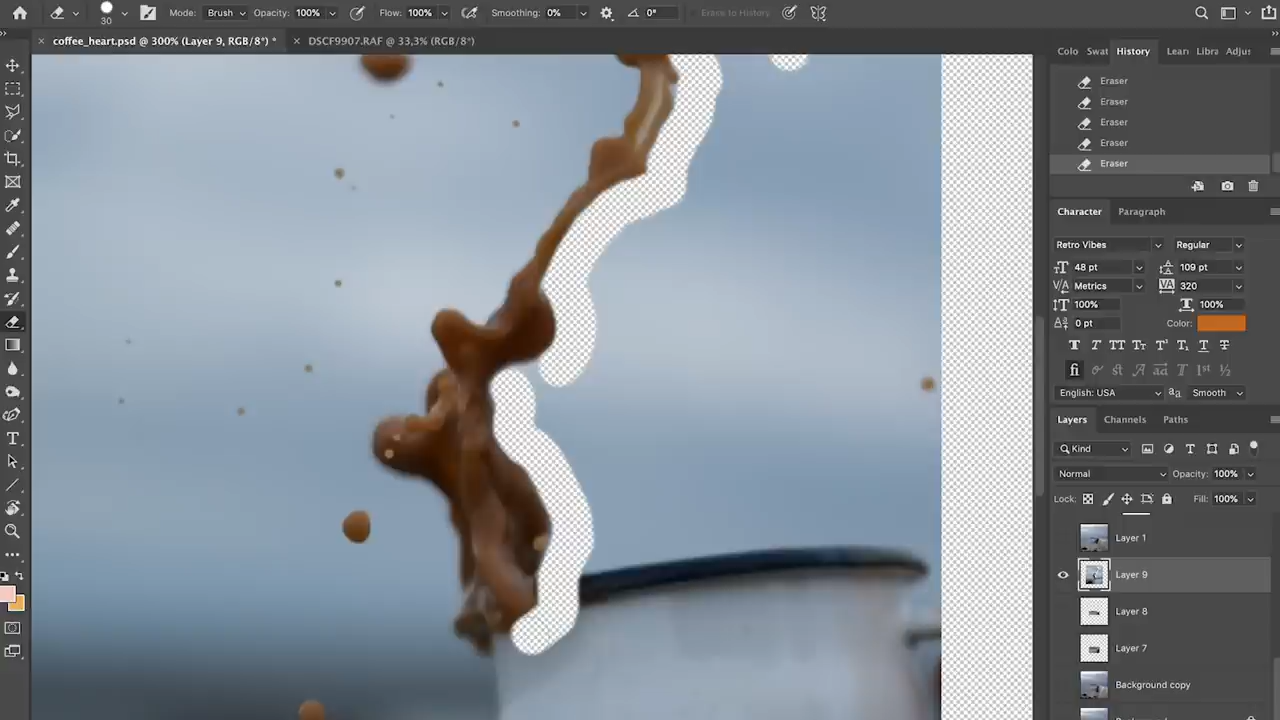 30 Mode: Brush Opacity: 100% Flow: 100% Smoothing: 0% 0° Erase to History
coffee_heart.psd @ 300% (Layer 9, RGB/8*) * DSCF9907.RAF @ 33,3% (RGB/8*)
Colo Swat History Learn Libra Adjus
Eraser
Eraser
Eraser
Eraser
Eraser
Character Paragraph
Retro Vibes Regular
48 pt 109 pt
Metrics 320
100% 100%
0 pt Color:
English: USA Smooth
Layers Channels Paths
Kind
Normal Opacity: 100%
Lock: Fill: 100%
Layer 1
Layer 9
Layer 8
Layer 7
Background copy